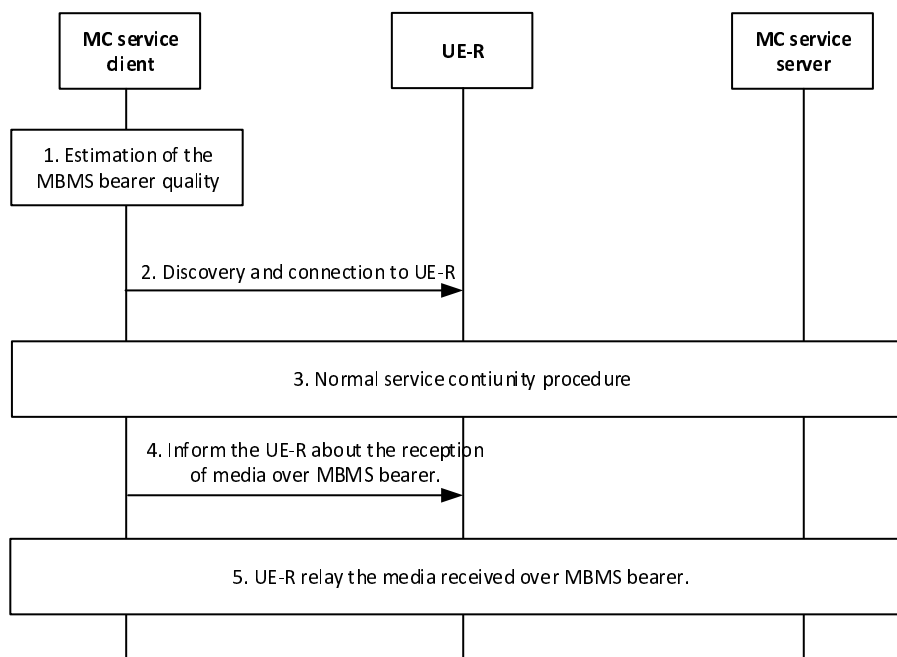 MC service
client
UE-R
MC service
server
1. Estimation of the
MBMS bearer quality
2. Discovery and connection to UE-R
3. Normal service contiunity procedure
4. Inform the UE-R about the reception
of media over MBMS bearer.
5. UE-R relay the media received over MBMS bearer.